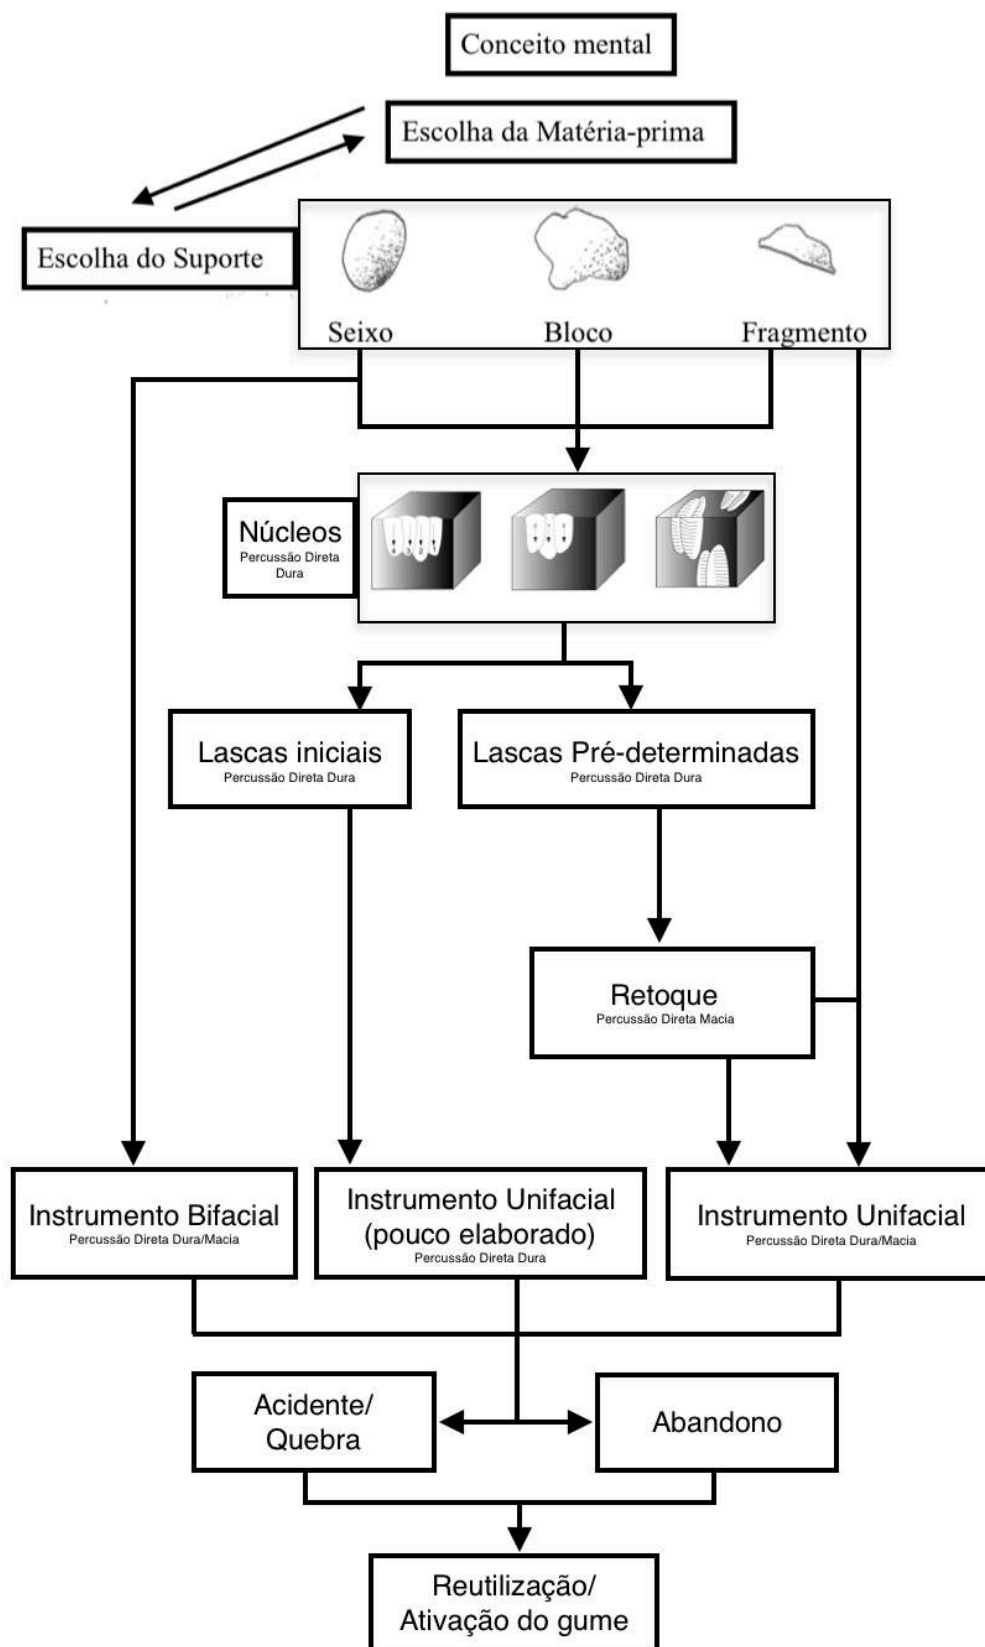 Conceito mental
Escolha da Matéria-prima
Escolha do Suporte
Seixo
Bloco
Fragmento
Núcleos
Percussão Direta
Dura
Lascas iniciais
Percussão Direta Dura
Lascas Pré-determinadas
Percussão Direta Dura
Retoque
Percussão Direta Macia
Instrumento Bifacial
Percussão Direta Dura/Macia
Instrumento Unifacial
(pouco elaborado)
Percussão Direta Dura
Instrumento Unifacial
Percussão Direta Dura/Macia
Acidente/
Quebra
Abandono
Reutilização/
Ativação do gume